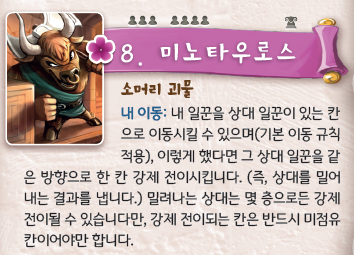 8. 미노타우로스
소머리 괴물
내 이동: 내 일꾼을 상대 일꾼이 있는 칸
으로 이동시킬 수 있으며(기본 이동 규칙
적용), 이렇게 했다면 그 상대 일꾼을 같
은 방향으로 한 칸 강제 전이시킵니다. (즉, 상대를 밀어
내는 결과를 냅니다.) 밀려나는 상대는 몇 층으로든 강제
전이될 수 있습니다만, 강제 전이되는 칸은 반드시 미점유
칸이어야만 합니다.